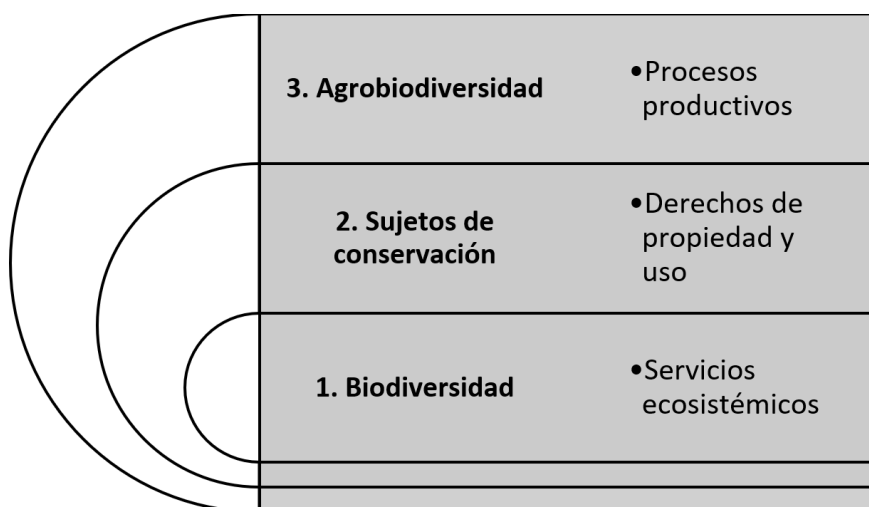 3. Agrobiodiversidad
•Procesos
productivos
2. Sujetos de
conservación
•Derechos de
propiedad y
uso
1. Biodiversidad
•Servicios
ecosistémicos